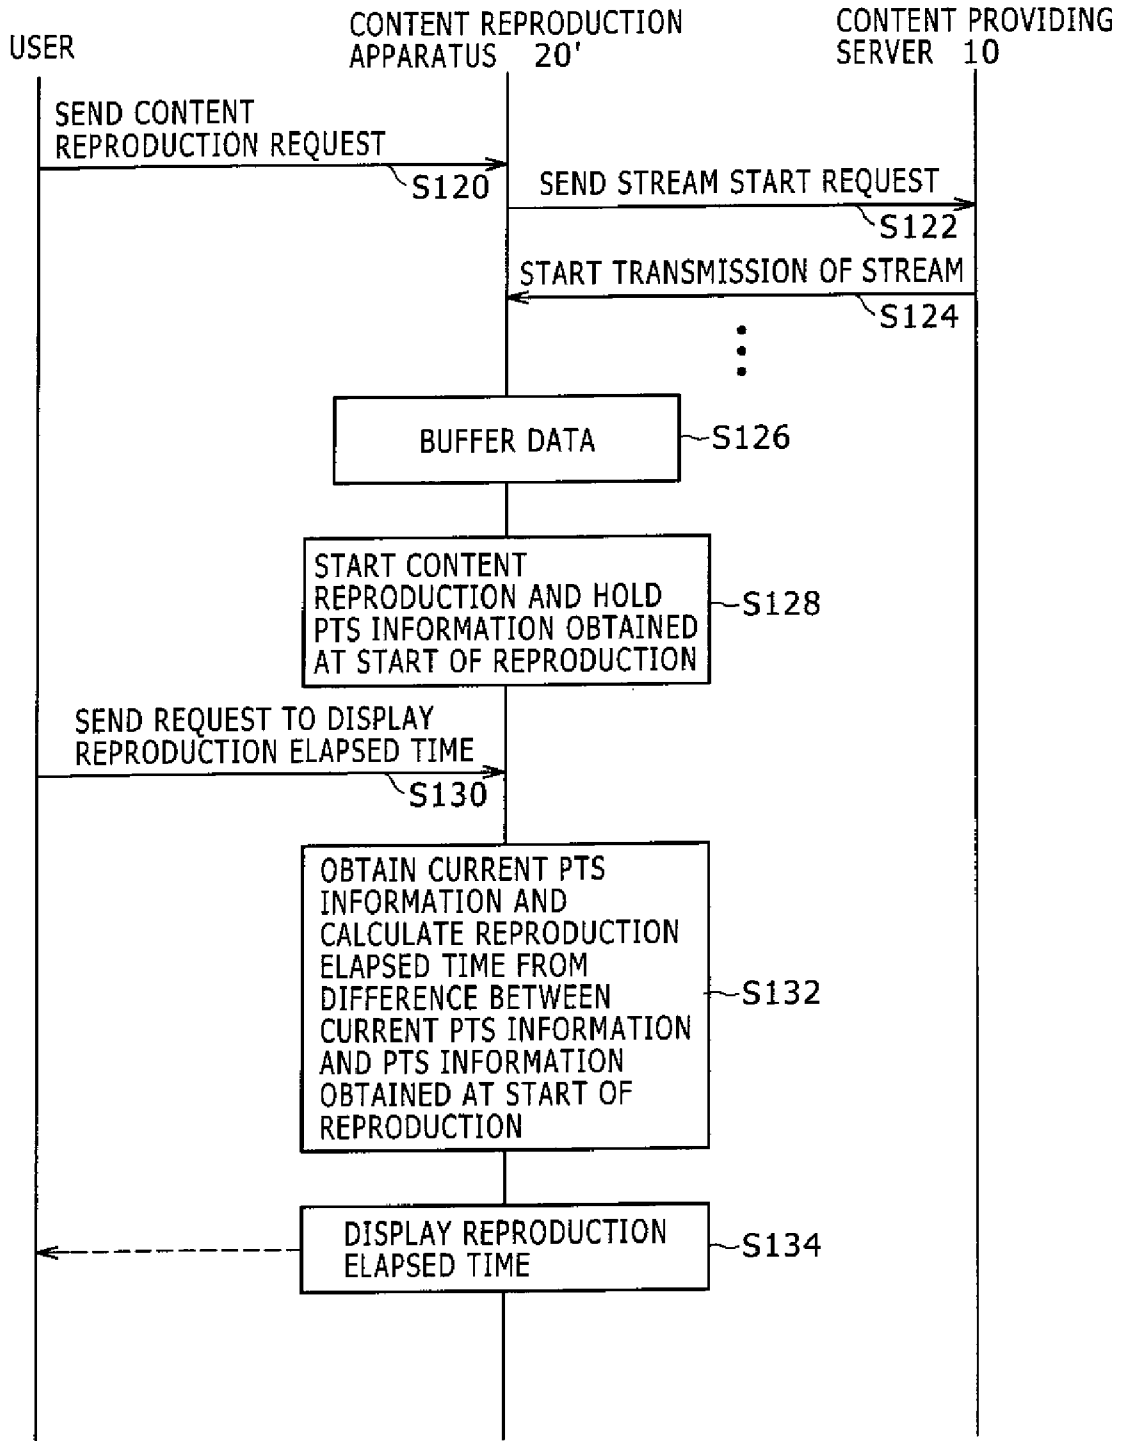 USER
CONTENT REPRODUCTION
APPARATUS 20'
CONTENT PROVIDING
SERVER 10
SEND CONTENT
REPRODUCTION REQUEST
S120
SEND STREAM START REQUEST
S122
START TRANSMISSION OF STREAM
S124
BUFFER DATA
S126
START CONTENT
REPRODUCTION AND HOLD
PTS INFORMATION OBTAINED
AT START OF REPRODUCTION
S128
SEND REQUEST TO DISPLAY
REPRODUCTION ELAPSED TIME
S130
OBTAIN CURRENT PTS
INFORMATION AND
CALCULATE REPRODUCTION
ELAPSED TIME FROM
DIFFERENCE BETWEEN
CURRENT PTS INFORMATION
AND PTS INFORMATION
OBTAINED AT START OF
REPRODUCTION
S132
DISPLAY REPRODUCTION
ELAPSED TIME
S134